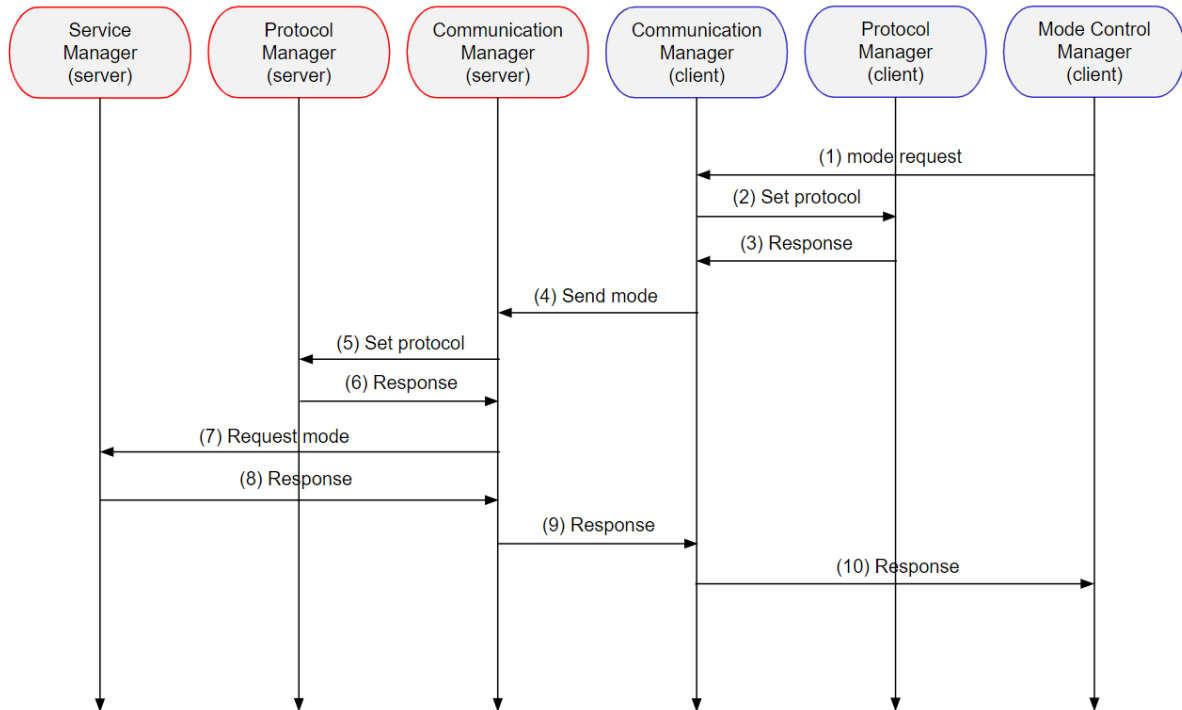 Service
Manager
(server)
Protocol
Manager
(server)
Communication
Manager
(server)
Communication
Manager
(client)
Protocol
Manager
(client)
Mode Control
Manager
(client)
(1) mode request
(2) Set protocol
(3) Response
(4) Send mode
(5) Set protocol
(6) Response
(7) Request mode
(8) Response
(9) Response
(10) Response